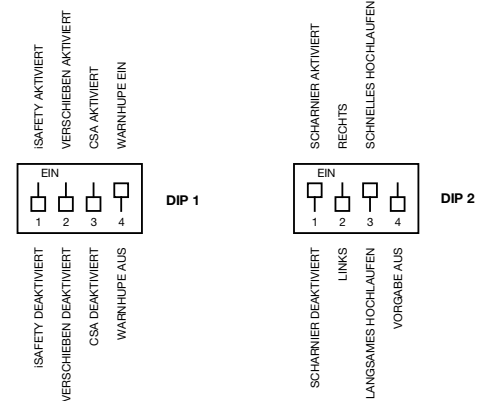 iSAFETY AKTIVIERT
VERSCHIEBEN AKTIVIERT
CSA AKTIVIERT
WARNHUPE EIN
EIN
1 2 3 4
DIP 1
iSAFETY DEAKTIVIERT
VERSCHIEBEN DEAKTIVIERT
CSA DEAKTIVIERT
WARNHUPE AUS
SCHARNIER AKTIVIERT
RECHTS
SCHNELLES HOCHLAUFEN
EIN
1 2 3 4
DIP 2
SCHARNIER DEAKTIVIERT
LINKS
LANGSAMES HOCHLAUFEN
VORGABE AUS